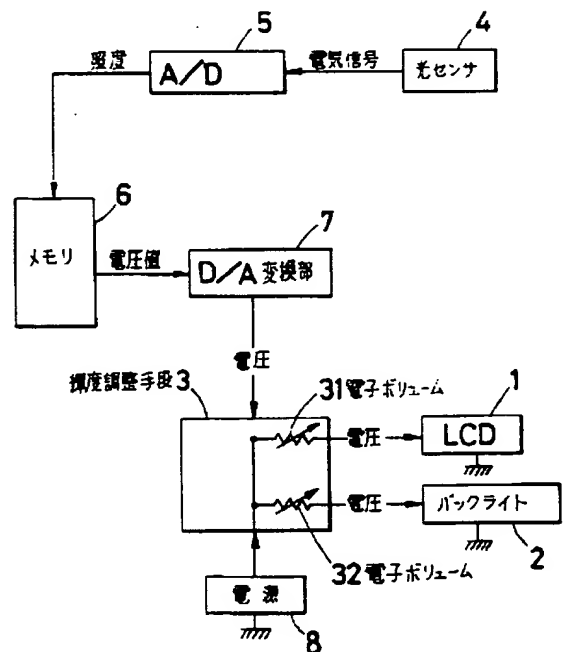 5
4
照度
A/D
電気信号
光センサ
6
メモリ
電圧値
7
D/A 変換部
電圧
輝度調整手段 3
31 電子ボリューム
1
電圧
LCD
電圧
バックライト
32 電子ボリューム
2
電源
8